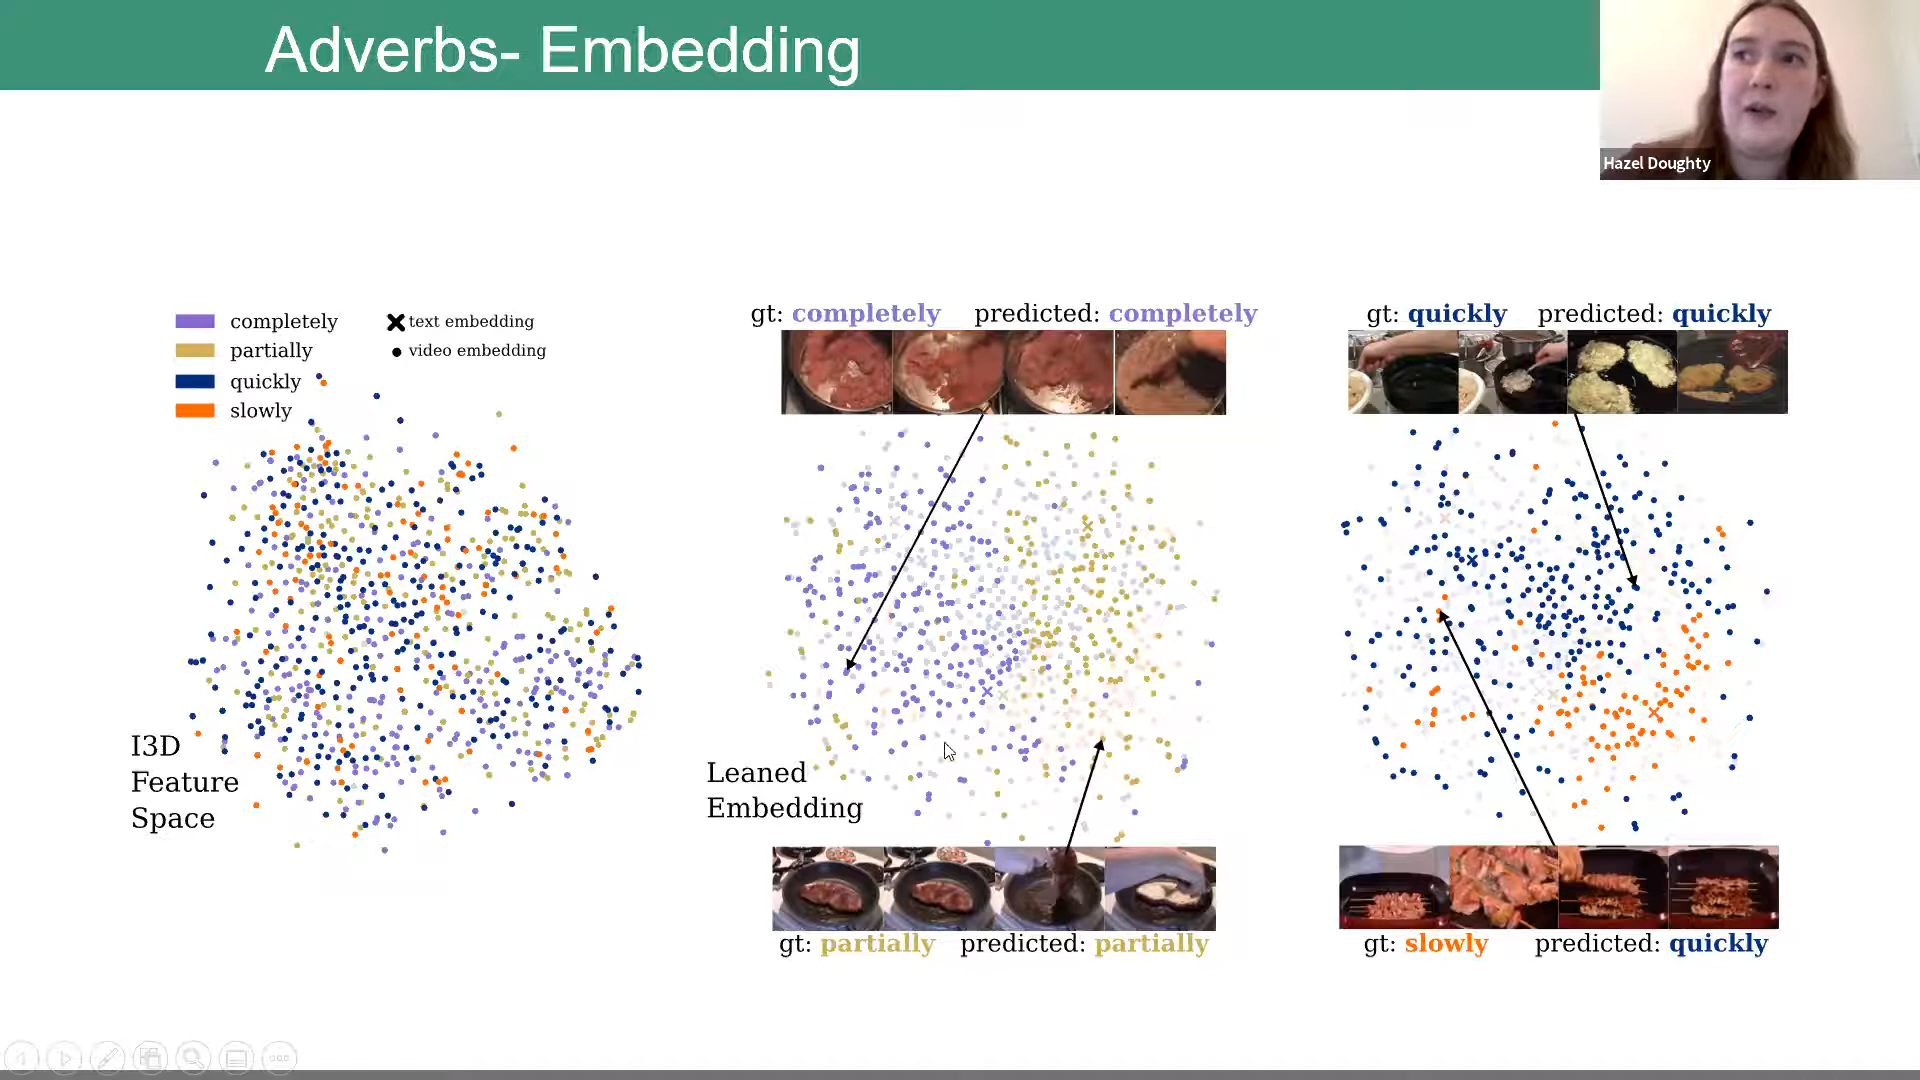 Adverbs- Embedding
Hazel Doughty
completely
partially
quickly
slowly
text embedding
video embedding
I3D
Feature
Space
gt: completely predicted: completely
Leaned
Embedding
gt: partially predicted: partially
gt: quickly predicted: quickly
gt: slowly predicted: quickly